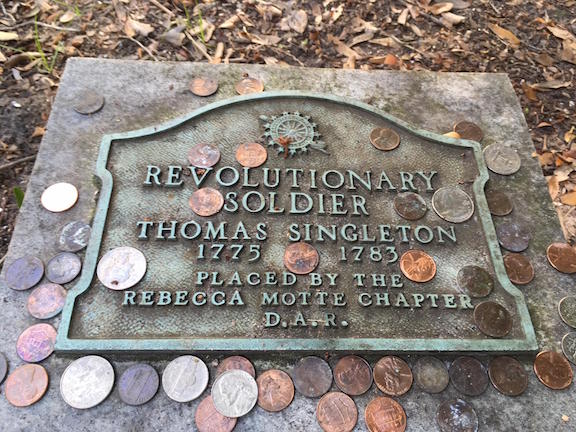 REVOLUTIONARY
SOLDIER
THOMAS SINGLETON
1775 1783
PLACED BY THE
REBECCA MOTTE CHAPTER
D.A.R.